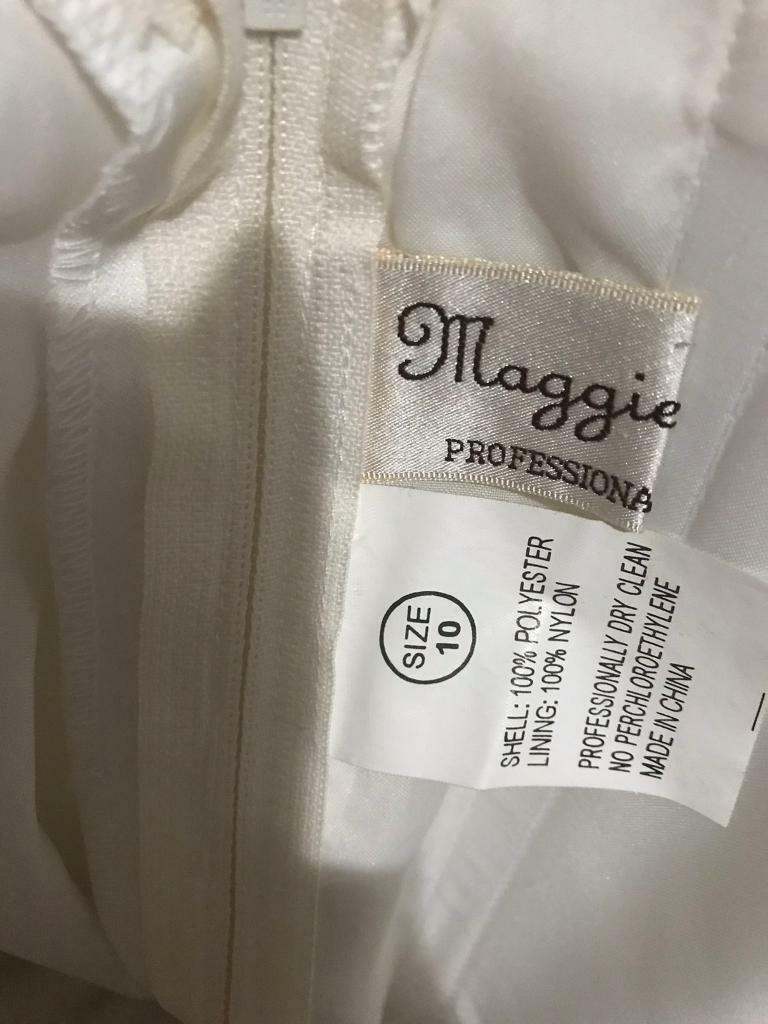 Maggie
PROFESSIONA
SIZE
10
SHELL: 100% POLYESTER
LINING: 100% NYLON
PROFESSIONALLY DRY CLEAN
NO PERCHLOROETHYLENE
MADE IN CHINA